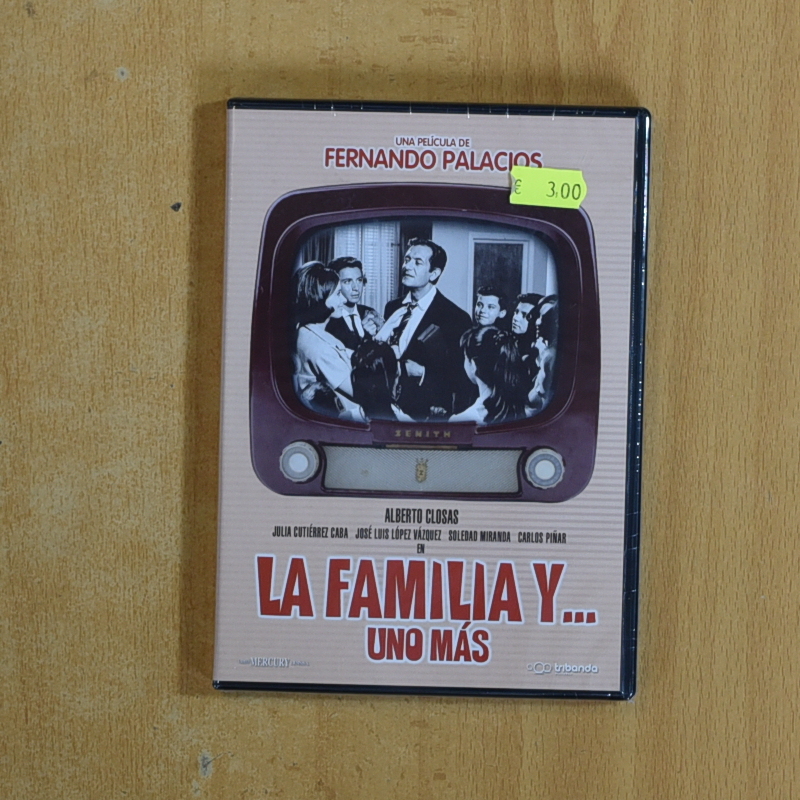 UNA PELÍCULA DE
FERNANDO PALACIOS
€ 3,00
ZENITH
ALBERTO CLOSAS
JULIA GUTIÉRREZ CABA JOSÉ LUIS LÓPEZ VÁZQUEZ SOLEDAD MIRANDA CARLOS PIÑAR
EN
LA FAMILIA Y...
UNO MÁS
MERCURY
tribanda